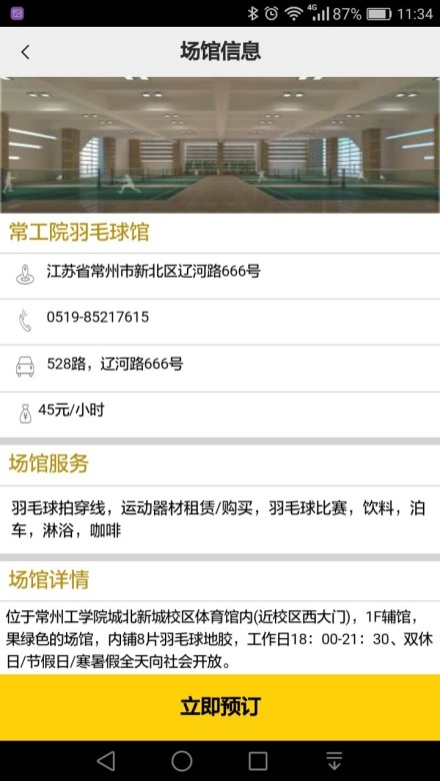 4G 87% 11:34
场馆信息
常工院羽毛球馆
江苏省常州市新北区辽河路666号
0519-85217615
528路，辽河路666号
45元/小时
场馆服务
羽毛球拍穿线，运动器材租赁/购买，羽毛球比赛，饮料，泊
车，淋浴，咖啡
场馆详情
位于常州工学院城北新城校区体育馆内(近校区西大门)，1F辅馆，
果绿色的场馆，内铺8片羽毛球地胶，工作日18：00-21：30、双休
日/节假日/寒暑假全天向社会开放。
立即预订